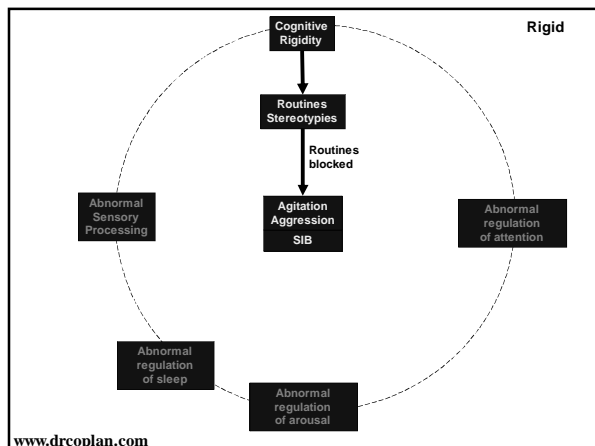 Rigid
Cognitive
Rigidity
Routines
Stereotypies
Routines
blocked
Agitation
Aggression
SIB
Abnormal
Sensory
Processing
Abnormal
regulation
of attention
Abnormal
regulation
of sleep
Abnormal
regulation
of arousal
www.drcoplan.com